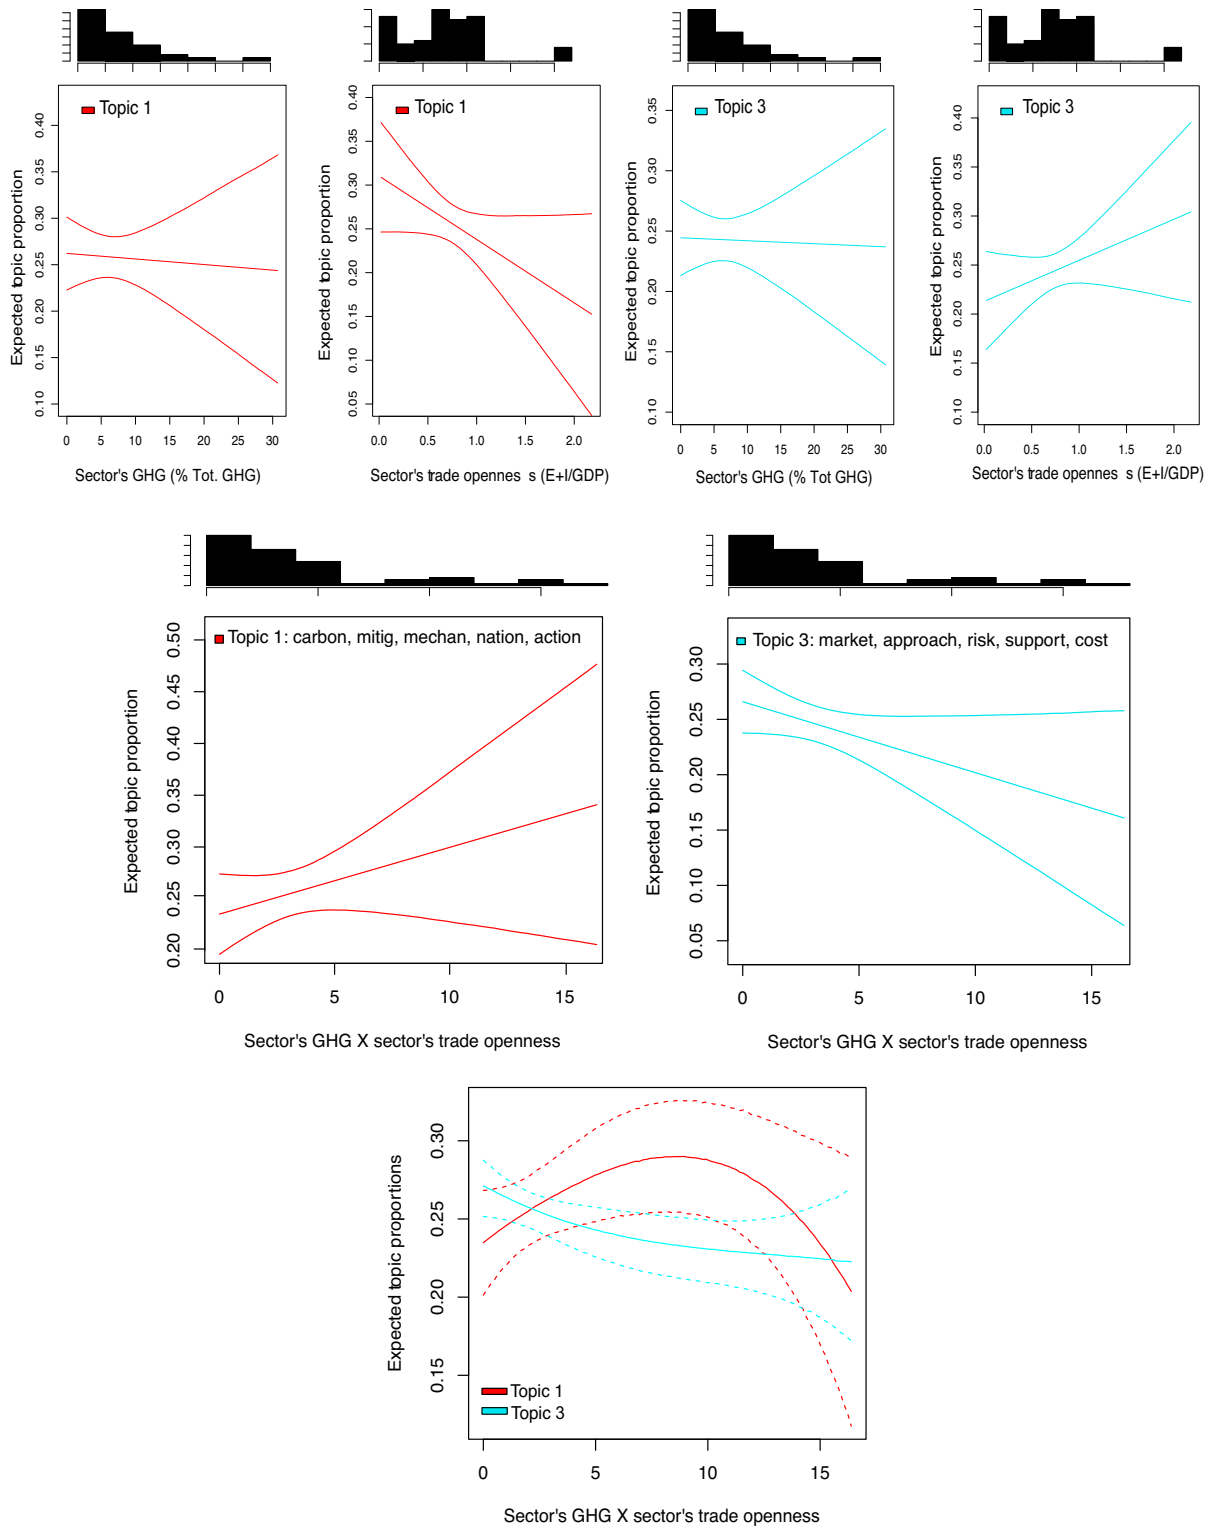 Topic 1
Expected topic proportion
0.40
0.35
0.30
0.25
0.20
0.15
0.10
0 5 10 15 20 25 30
Sector's GHG (% Tot. GHG)
Topic 1
Expected topic proportion
0.40
0.35
0.30
0.25
0.20
0.15
0.10
0.05
0.0 0.5 1.0 1.5 2.0
Sector's trade opennes s (E+I/GDP)
Topic 3
Expected topic proportion
0.35
0.30
0.25
0.20
0.15
0.10
0 5 10 15 20 25 30
Sector's GHG (% Tot GHG)
Topic 3
Expected topic proportion
0.40
0.35
0.30
0.25
0.20
0.15
0.10
0.0 0.5 1.0 1.5 2.0
Sector's trade opennes s (E+I/GDP)
Topic 1: carbon, mitig, mechan, nation, action
Expected topic proportion
0.50
0.45
0.40
0.35
0.30
0.25
0.20
0 5 10 15
Sector's GHG X sector's trade openness
Topic 3: market, approach, risk, support, cost
Expected topic proportion
0.30
0.25
0.20
0.15
0.10
0.05
0 5 10 15
Sector's GHG X sector's trade openness
Expected topic proportions
0.30
0.25
0.20
0.15
Topic 1
Topic 3
0 5 10 15
Sector's GHG X sector's trade openness